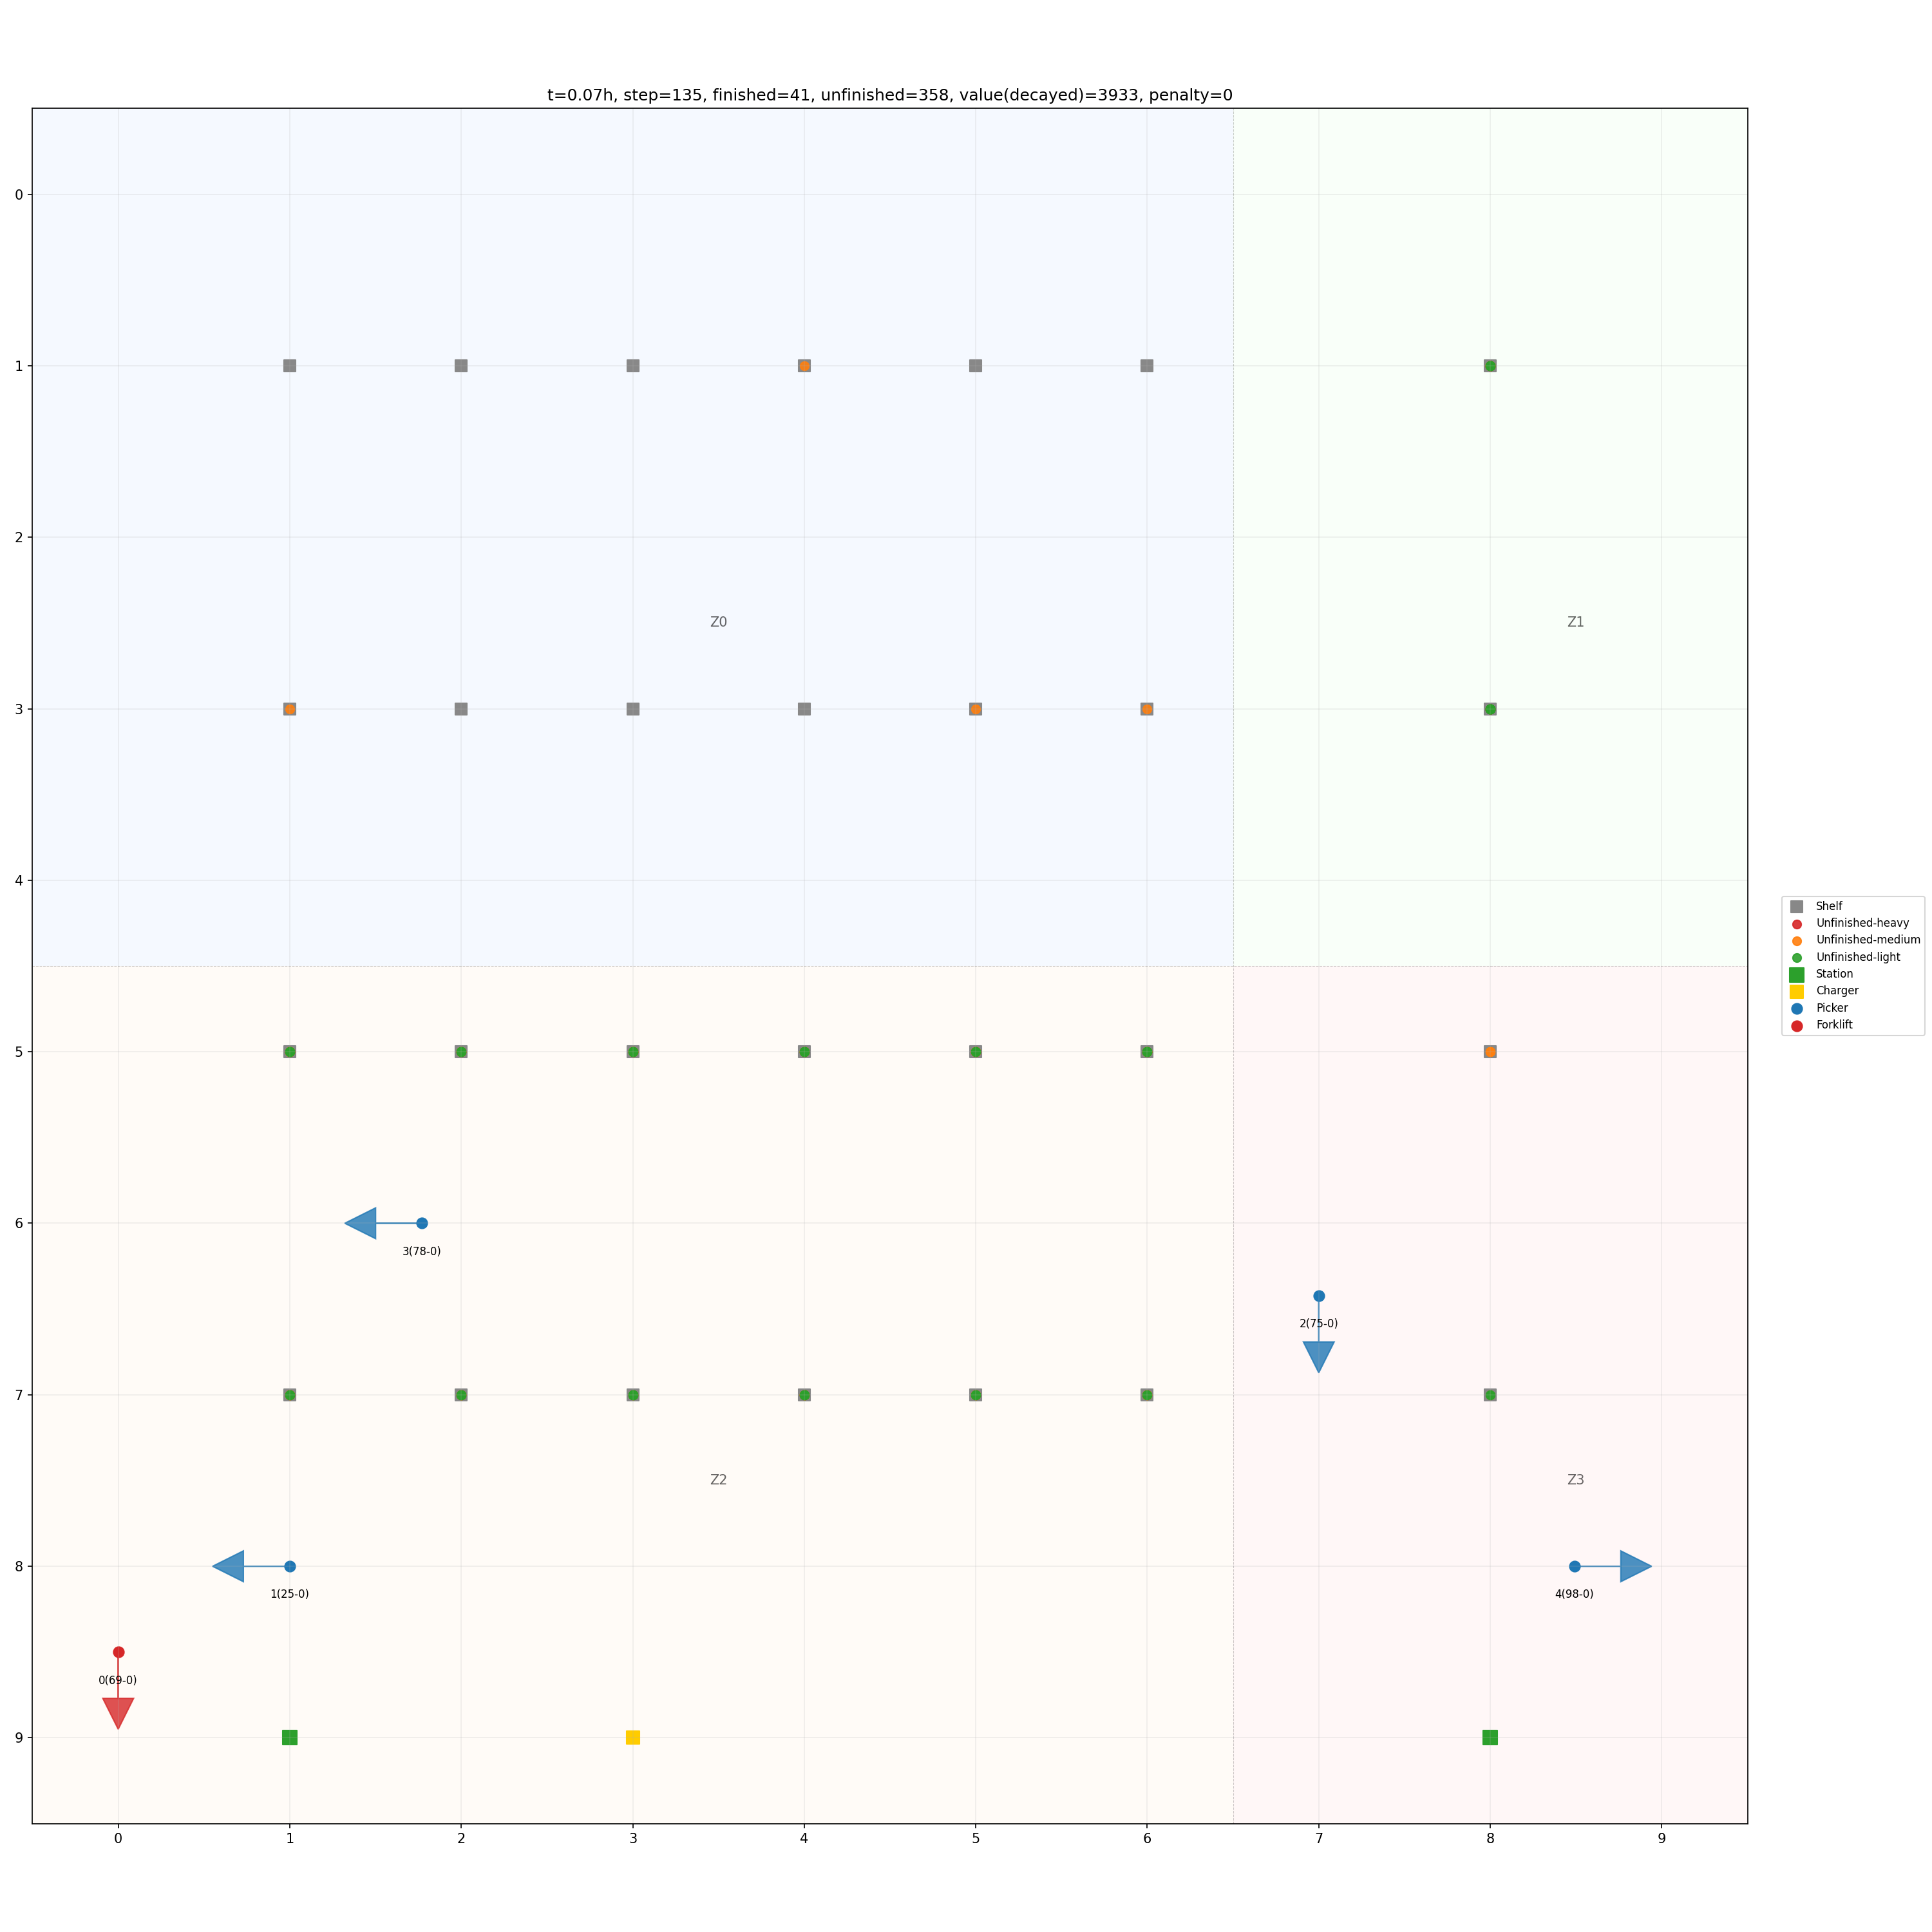 t=0.07h, step=135, finished=41, unfinished=358, value(decayed)=3933, penalty=0
0
1
2
Z0
Z1
3
4
Shelf
Unfinished-heavy
Unfinished-medium
Unfinished-light
Station
Charger
Picker
Forklift
5
6
3(78-0)
2(75-0)
7
Z2
Z3
8
1(25-0)
4(98-0)
0(69-0)
9
0 1 2 3 4 5 6 7 8 9